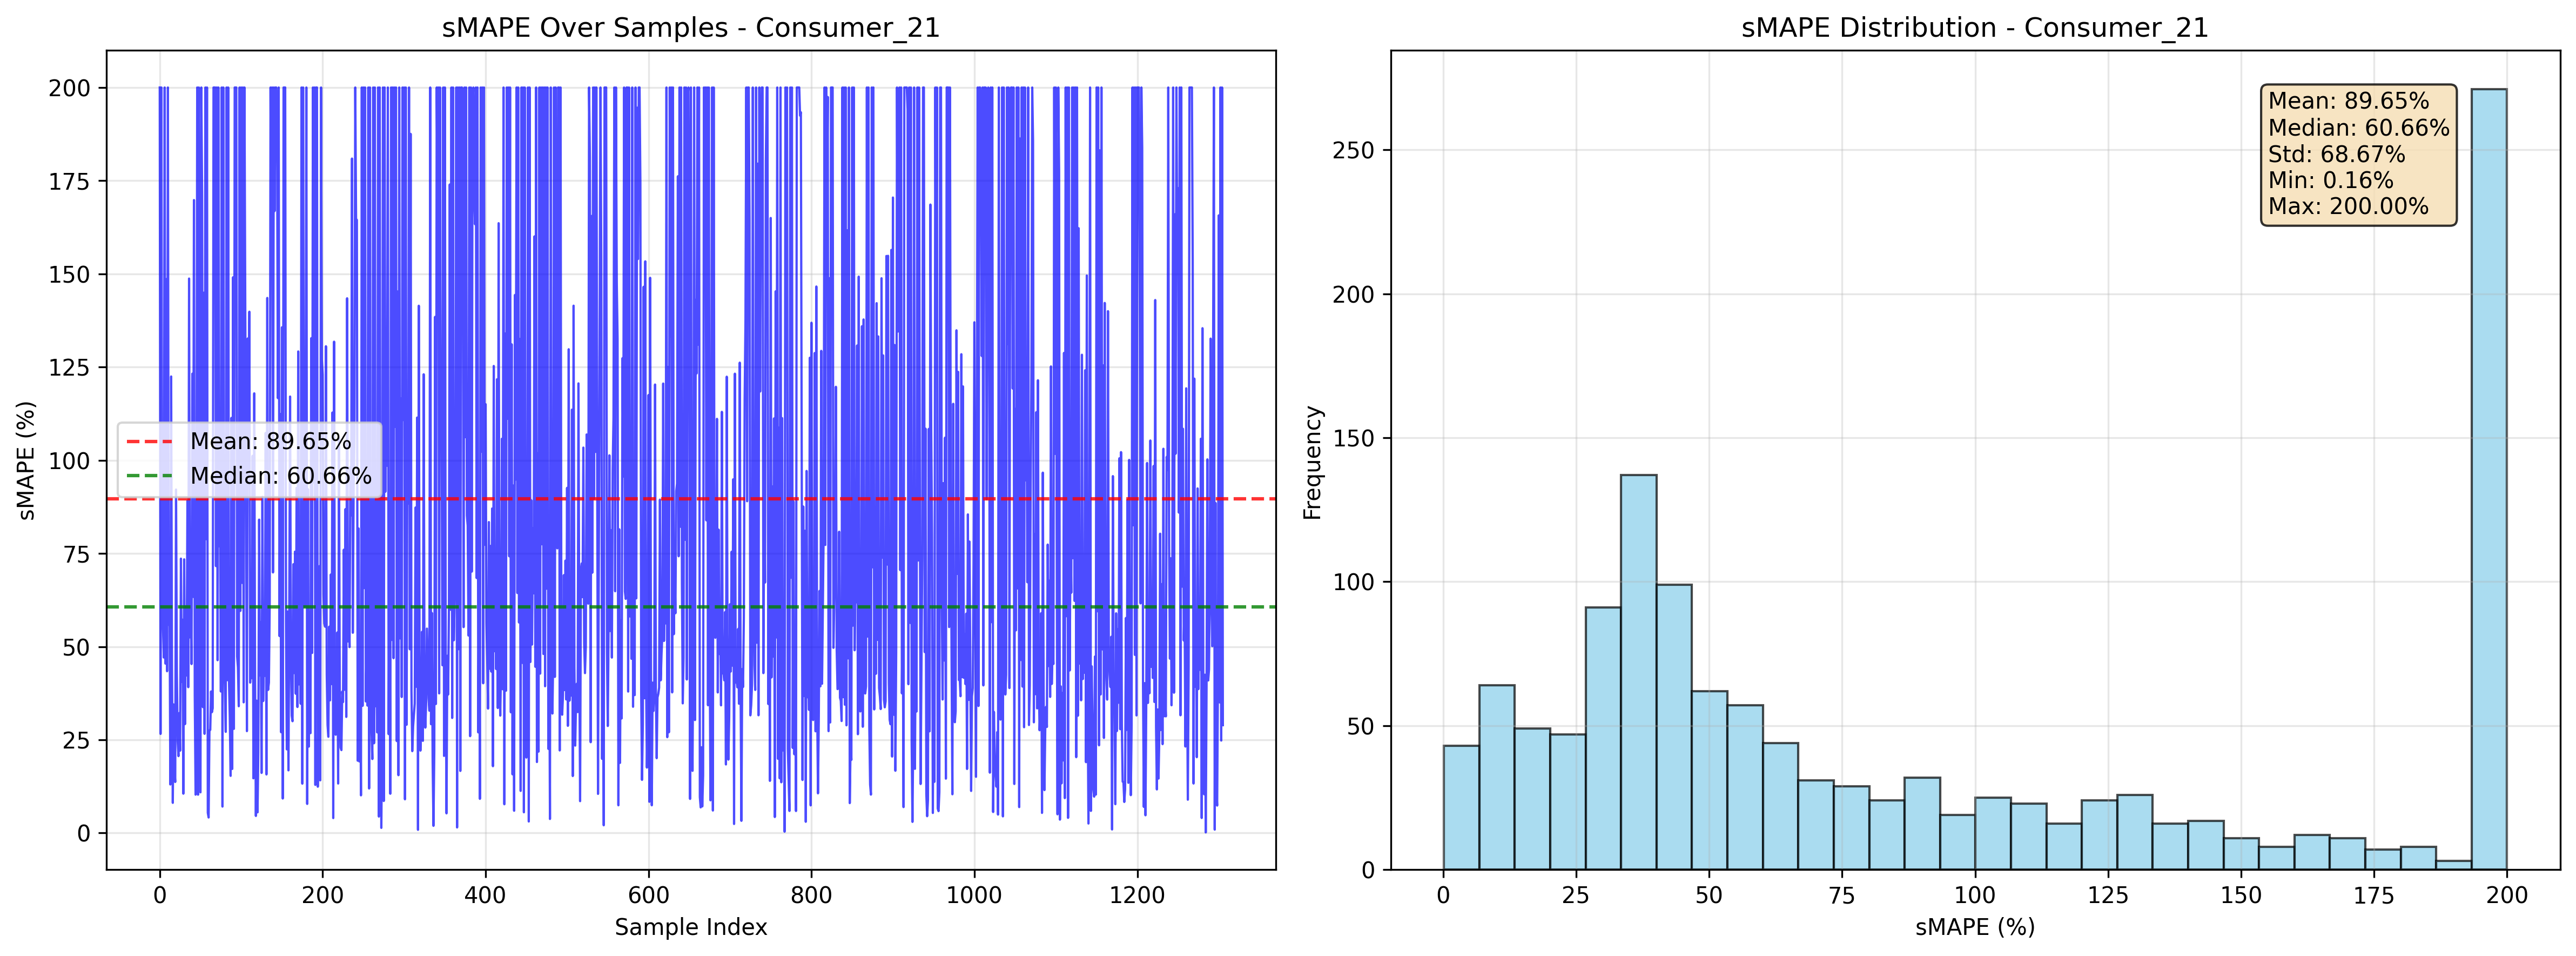 sMAPE Over Samples - Consumer_21
sMAPE (%)
200
175
150
125
100
75
50
25
0
Mean: 89.65%
Median: 60.66%
0 200 400 600 800 1000 1200
Sample Index
sMAPE Distribution - Consumer_21
Frequency
250
200
150
100
50
0
Mean: 89.65%
Median: 60.66%
Std: 68.67%
Min: 0.16%
Max: 200.00%
0 25 50 75 100 125 150 175 200
sMAPE (%)